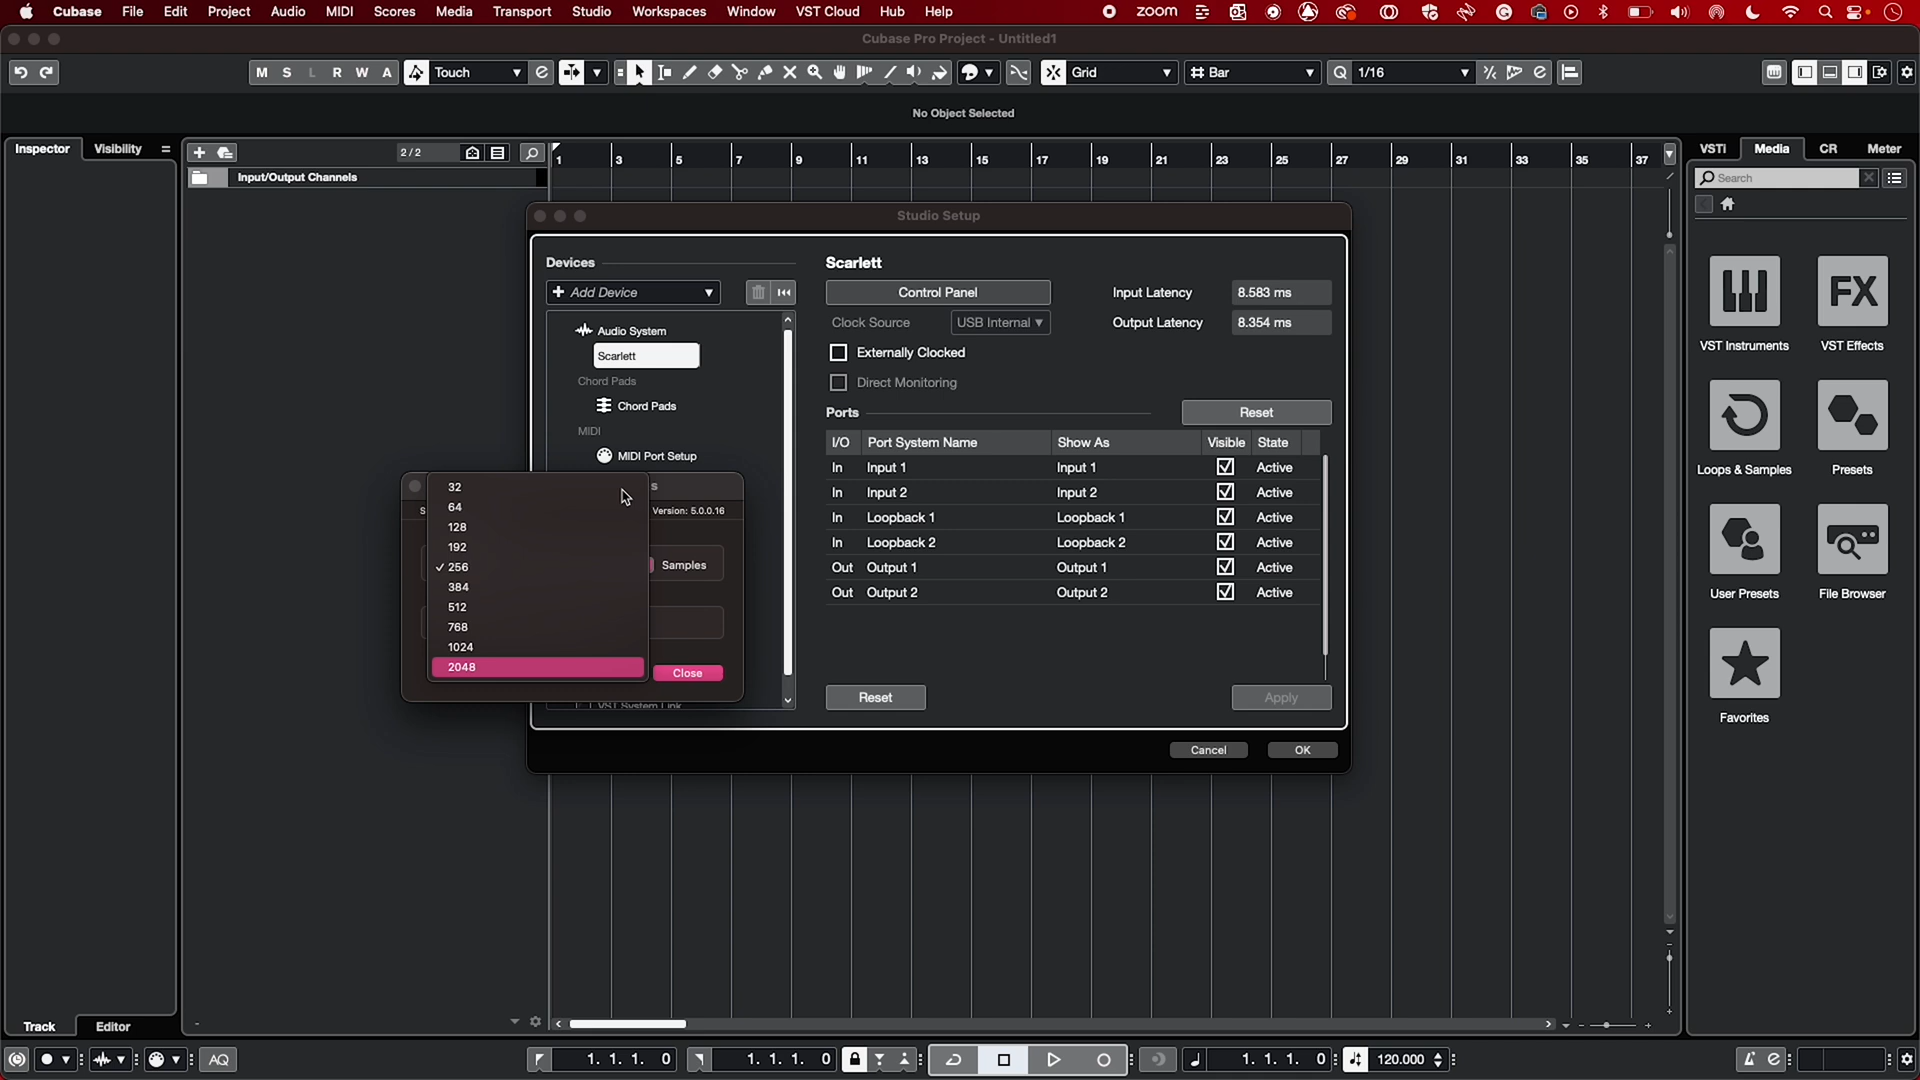 Cubase File Edit Project Audio MIDI Scores Media Transport Studio Workspaces Window VST Cloud Hub Help zoom
Cubase Pro Project - Untitled1
M S L R W A Touch Grid Bar Q 1/16
No Object Selected
Inspector Visibility
2/2
1 3 5 7 9 11 13 15 17 19 21 23 25 27 29 31 33 35 37
VSTi Media CR Meter
Input/Output Channels
Search
Studio Setup
Devices
Scarlett
+ Add Device
Control Panel
Input Latency 8.583 ms
Clock Source USB Internal
Output Latency 8.354 ms
Audio System
Scarlett
Externally Clocked
Chord Pads
Direct Monitoring
Chord Pads
Ports
Reset
MIDI
I/O Port System Name Show As Visible State
MIDI Port Setup
In Input 1 Input 1 Active
In Input 2 Input 2 Active
In Loopback 1 Loopback 1 Active
In Loopback 2 Loopback 2 Active
Out Output 1 Output 1 Active
Out Output 2 Output 2 Active
32
64
Version: 5.0.0.16
128
192
256
Samples
384
512
768
1024
2048
Close
VST System Link
Reset
Apply
Cancel OK
VST Instruments VST Effects
Loops & Samples Presets
User Presets File Browser
Favorites
Track Editor
AQ
1. 1. 1. 0
1. 1. 1. 0
1. 1. 1. 0
120.000